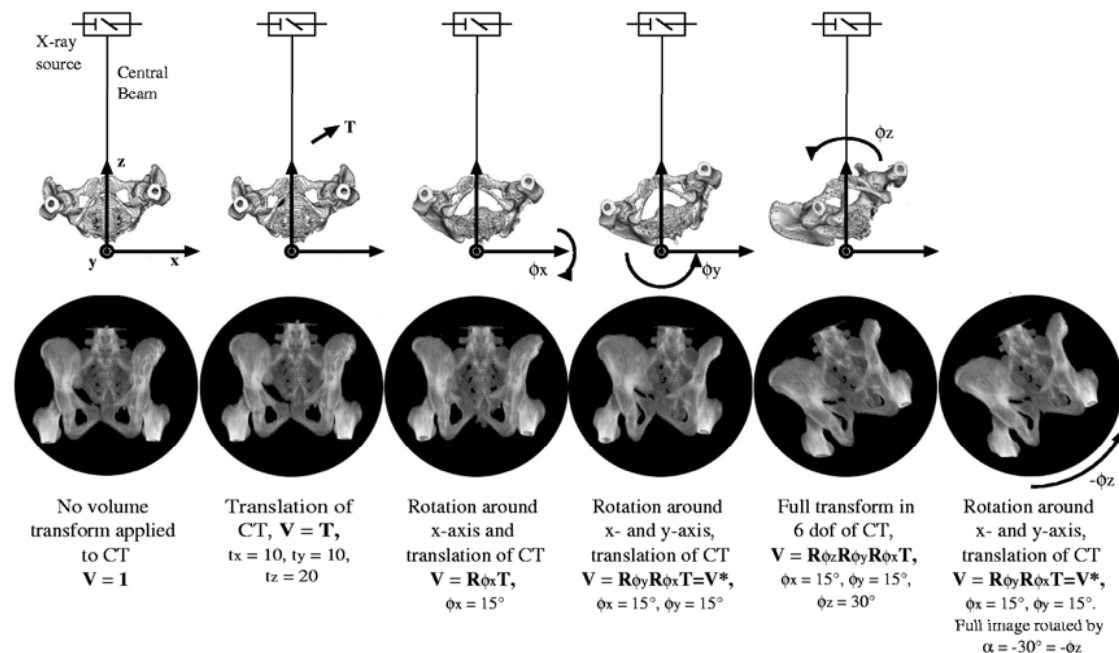 X-ray
source
Central
Beam
z
y
x
T
ϕx
ϕy
ϕz
-ϕz
No volume
transform applied
to CT
V = 1
Translation of
CT, V = T,
tx = 10, ty = 10,
tz = 20
Rotation around
x-axis and
translation of CT
V = RϕxT,
ϕx = 15°
Rotation around
x- and y-axis,
translation of CT
V = RϕyRϕxT=V*,
ϕx = 15°, ϕy = 15°
Full transform in
6 dof of CT,
V = RϕzRϕyRϕxT,
ϕx = 15°, ϕy = 15°,
ϕz = 30°
Rotation around
x- and y-axis,
translation of CT
V = RϕyRϕxT=V*,
ϕx = 15°, ϕy = 15°.
Full image rotated by
α = -30° = -ϕz